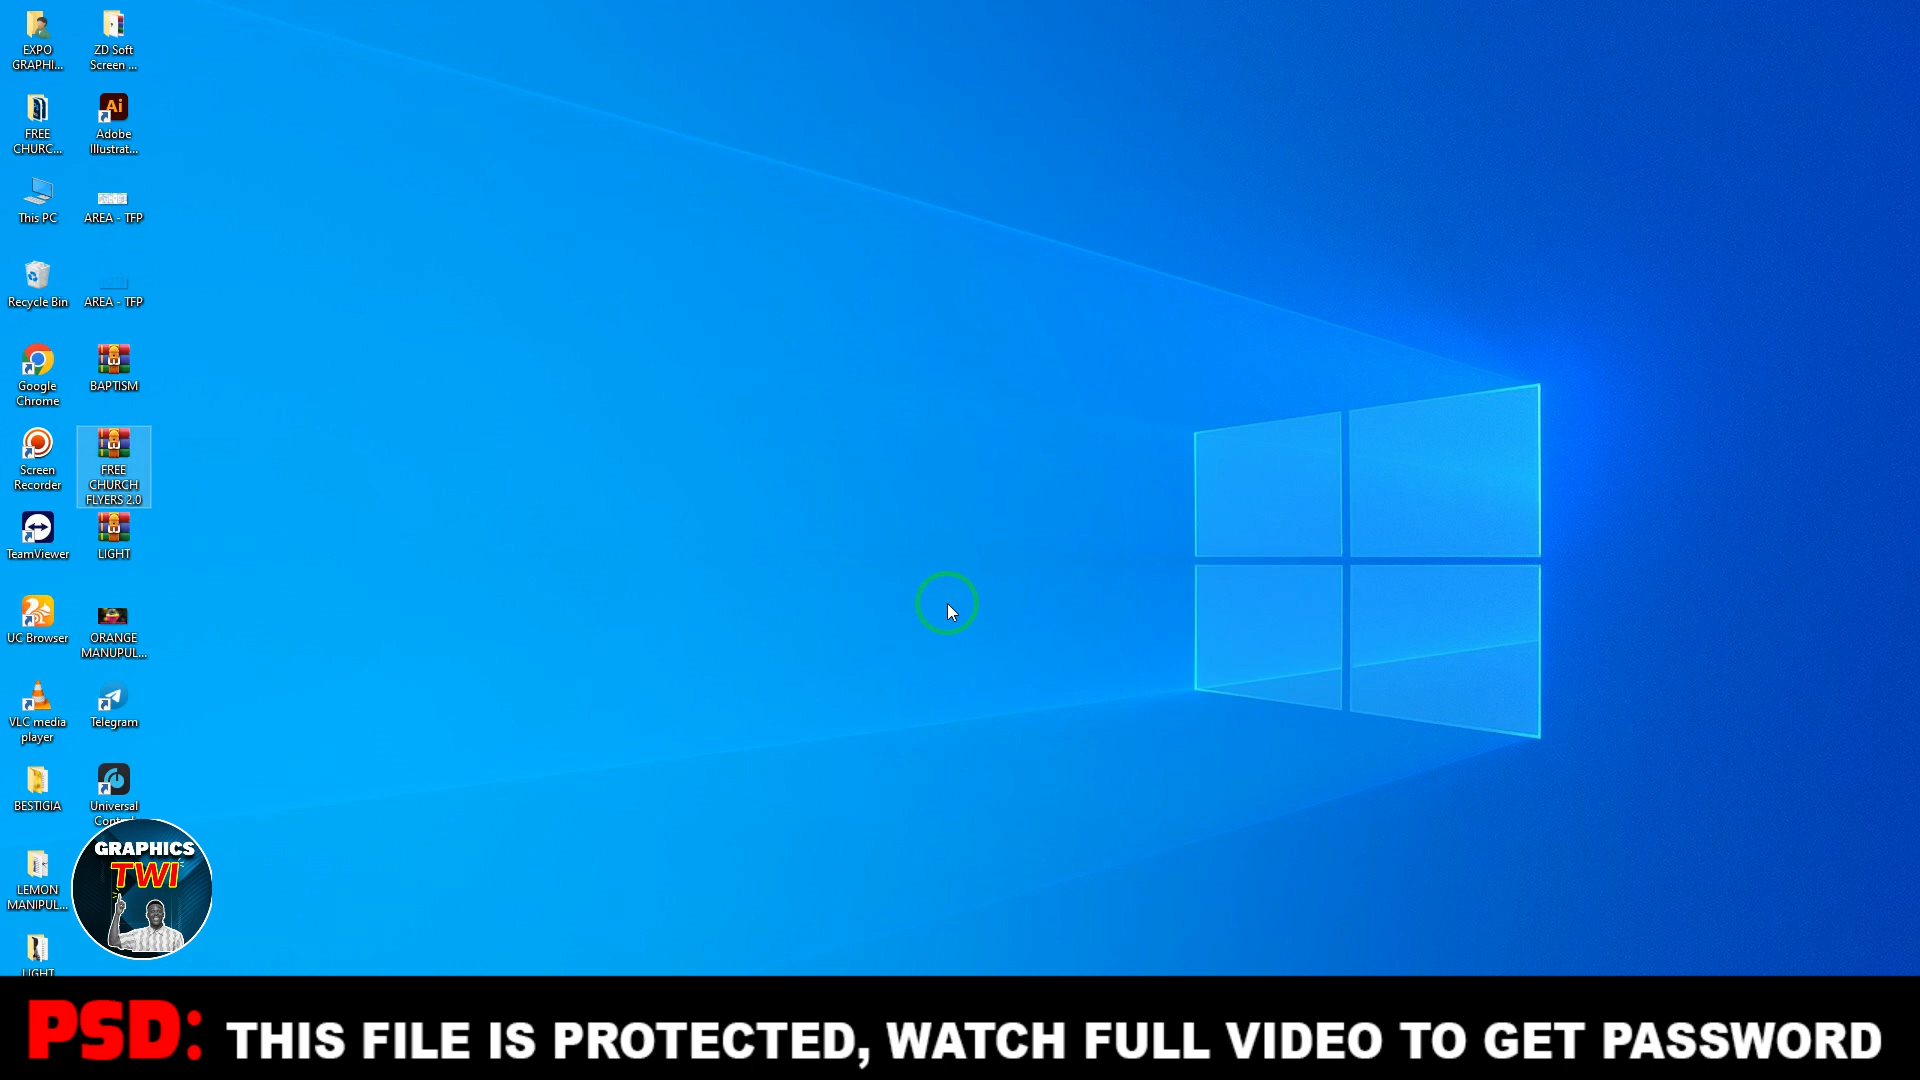 EXPO
GRAPHI...
ZD Soft
Screen ...
FREE
CHURC...
Ai
Adobe
Illustrat...
This PC
AREA - TFP
Recycle Bin
AREA - TFP
Google
Chrome
BAPTISM
Screen
Recorder
FREE
CHURCH
FLYERS 2.0
TeamViewer
LIGHT
UC Browser
ORANGE
MANUPUL...
VLC media
player
Telegram
BESTIGIA
Universal
LEMON
MANIPUL...
GRAPHICS
TWI
LIGHT
PSD: THIS FILE IS PROTECTED, WATCH FULL VIDEO TO GET PASSWORD